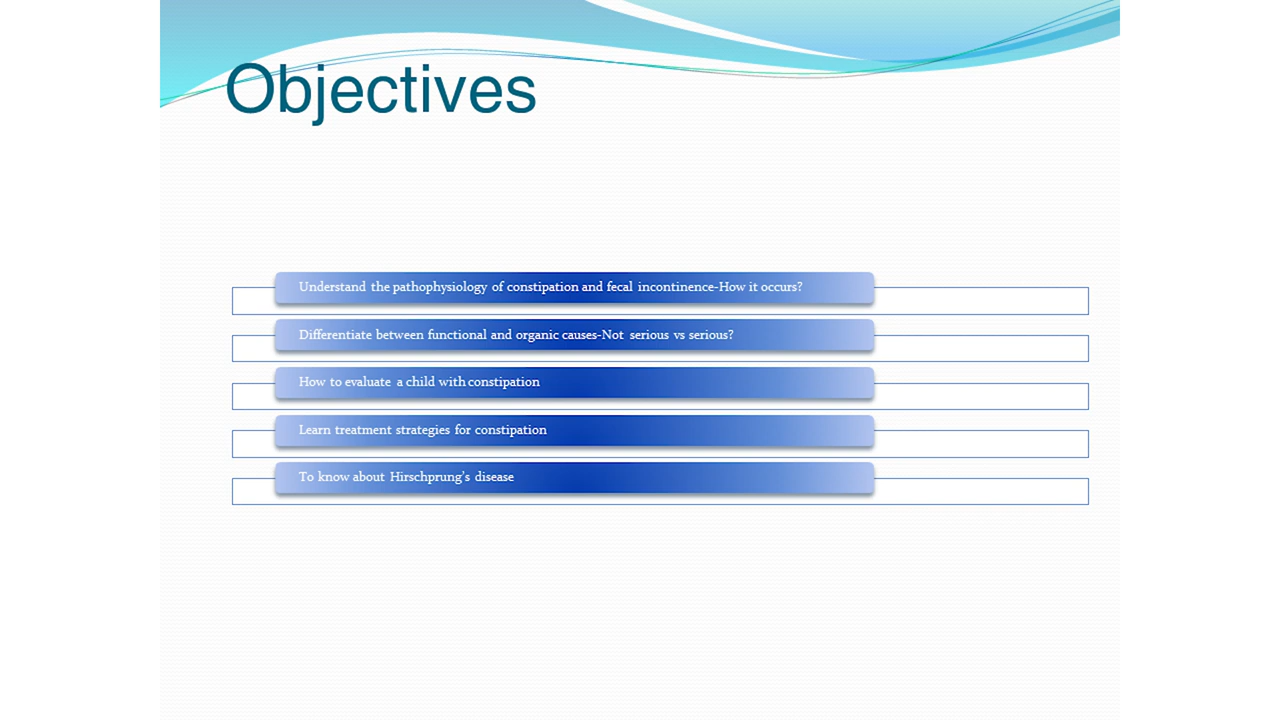 Objectives
Understand the pathophysiology of constipation and fecal incontinence-How it occurs?
Differentiate between functional and organic causes-Not serious vs serious?
How to evaluate a child with constipation
Learn treatment strategies for constipation
To know about Hirschprung's disease